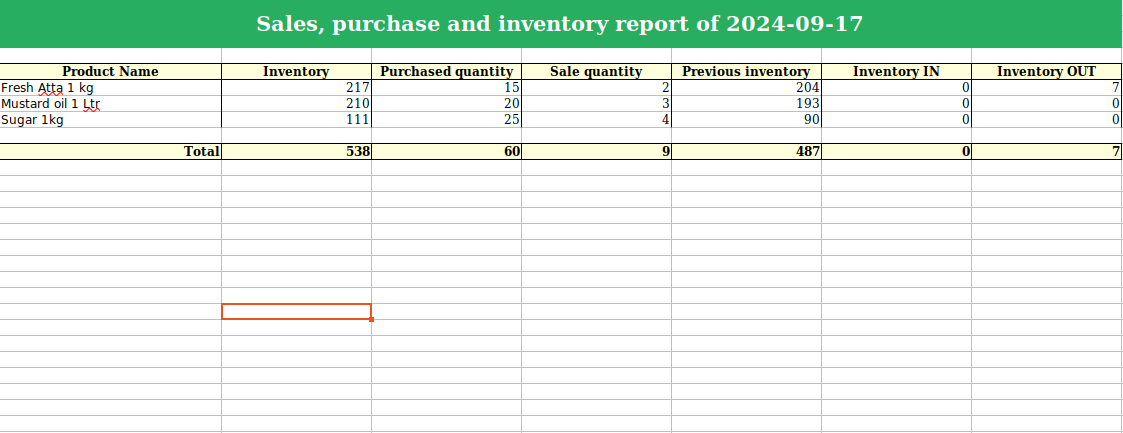 Sales, purchase and inventory report of 2024-09-17
Product Name Inventory Purchased quantity Sale quantity Previous inventory Inventory IN Inventory OUT
Fresh Atta 1 kg 217 15 2 204 0 7
Mustard oil 1 Ltr 210 20 3 193 0 0
Sugar 1kg 111 25 4 90 0 0
Total 538 60 9 487 0 7